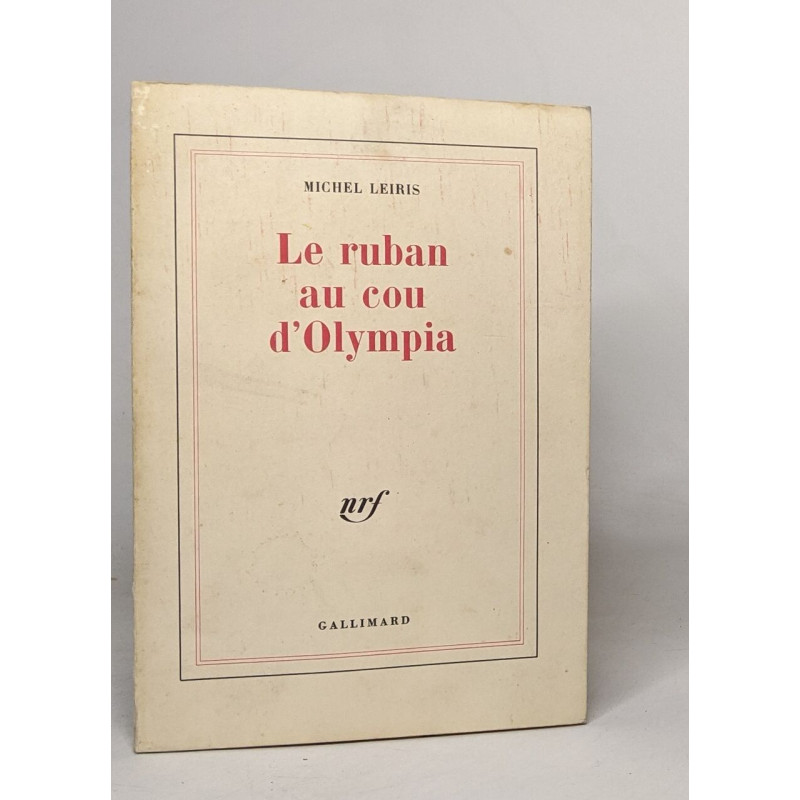 MICHEL LEIRIS
Le ruban
au cou
d'Olympia
nrf
GALLIMARD